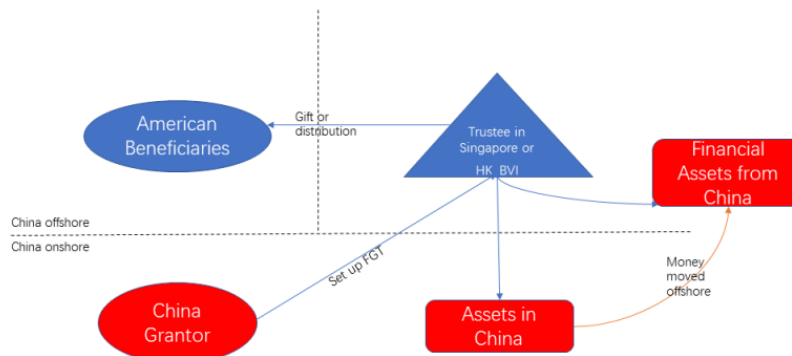 American
Beneficiaries
Gift or
distribution
Trustee in
Singapore or
HK BVI
Financial
Assets from
China
China offshore
China onshore
Set up FGT
Money
moved
offshore
China
Grantor
Assets in
China